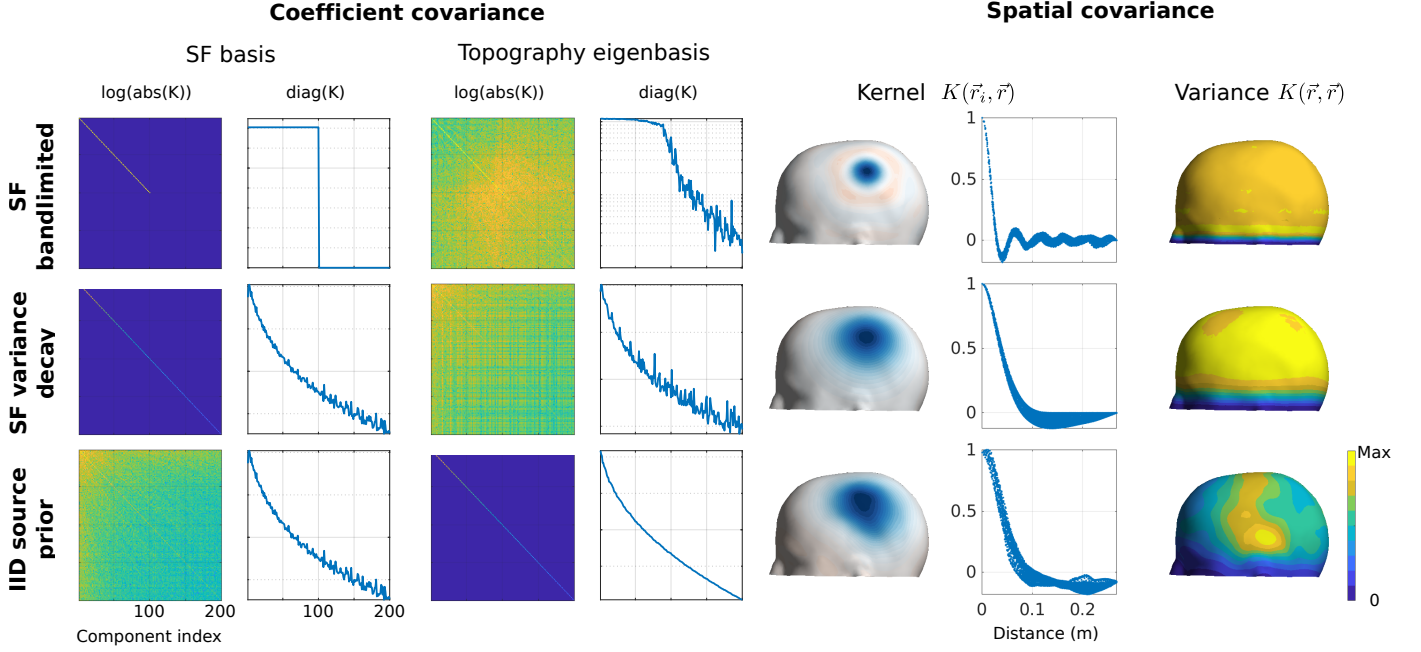 Coefficient covariance
Spatial covariance
SF basis
Topography eigenbasis
log(abs(K))
diag(K)
log(abs(K))
diag(K)
Kernel K(r⃗ᵢ, r⃗)
Variance K(r⃗, r⃗)
SF
bandlimited
1
0.5
0
SF variance
decay
1
0.5
0
IID source
prior
1
0.5
0
Max
0
100 200
100 200
0 0.1 0.2
Component index
Distance (m)